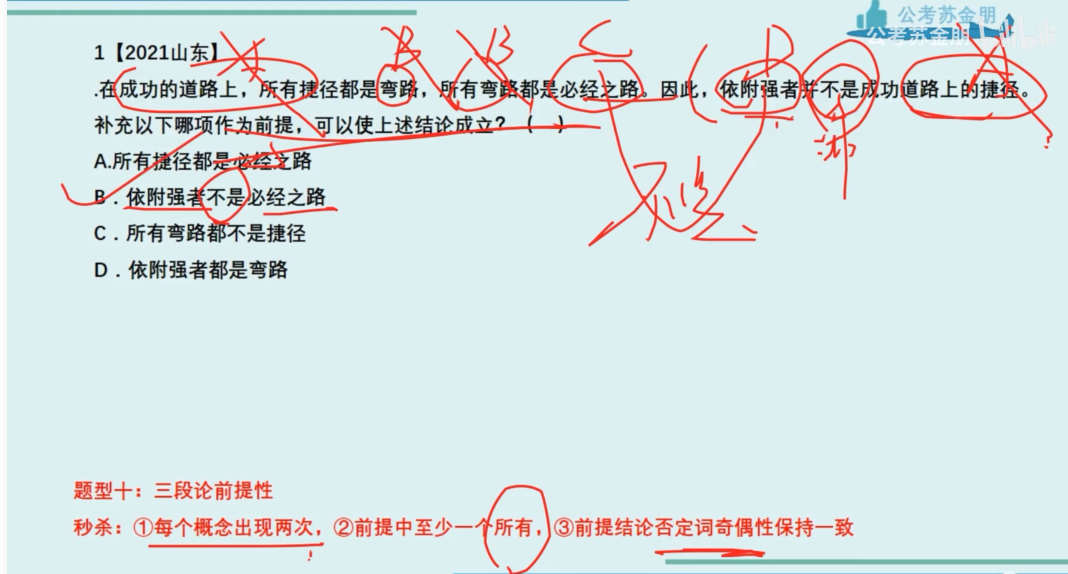 公考苏金朋
公考苏金朋
1【2021山东】
.在成功的道路上，所有捷径都是弯路，所有弯路都是必经之路。因此，依附强者并不是成功道路上的捷径。
补充以下哪项作为前提，可以使上述结论成立？（ ）
A.所有捷径都是必经之路
B．依附强者不是必经之路
C．所有弯路都不是捷径
D．依附强者都是弯路
A B B C D A
题型十：三段论前提性
秒杀：①每个概念出现两次，②前提中至少一个所有，③前提结论否定词奇偶性保持一致